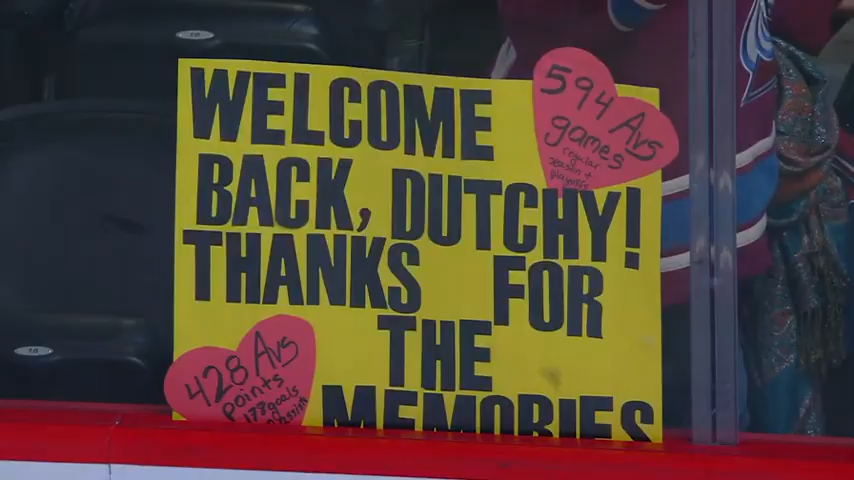 WELCOME
BACK, DUTCHY!
THANKS FOR
THE
MEMORIES
594 Avs
games
regular
season +
playoffs
428 Avs
points
178 goals